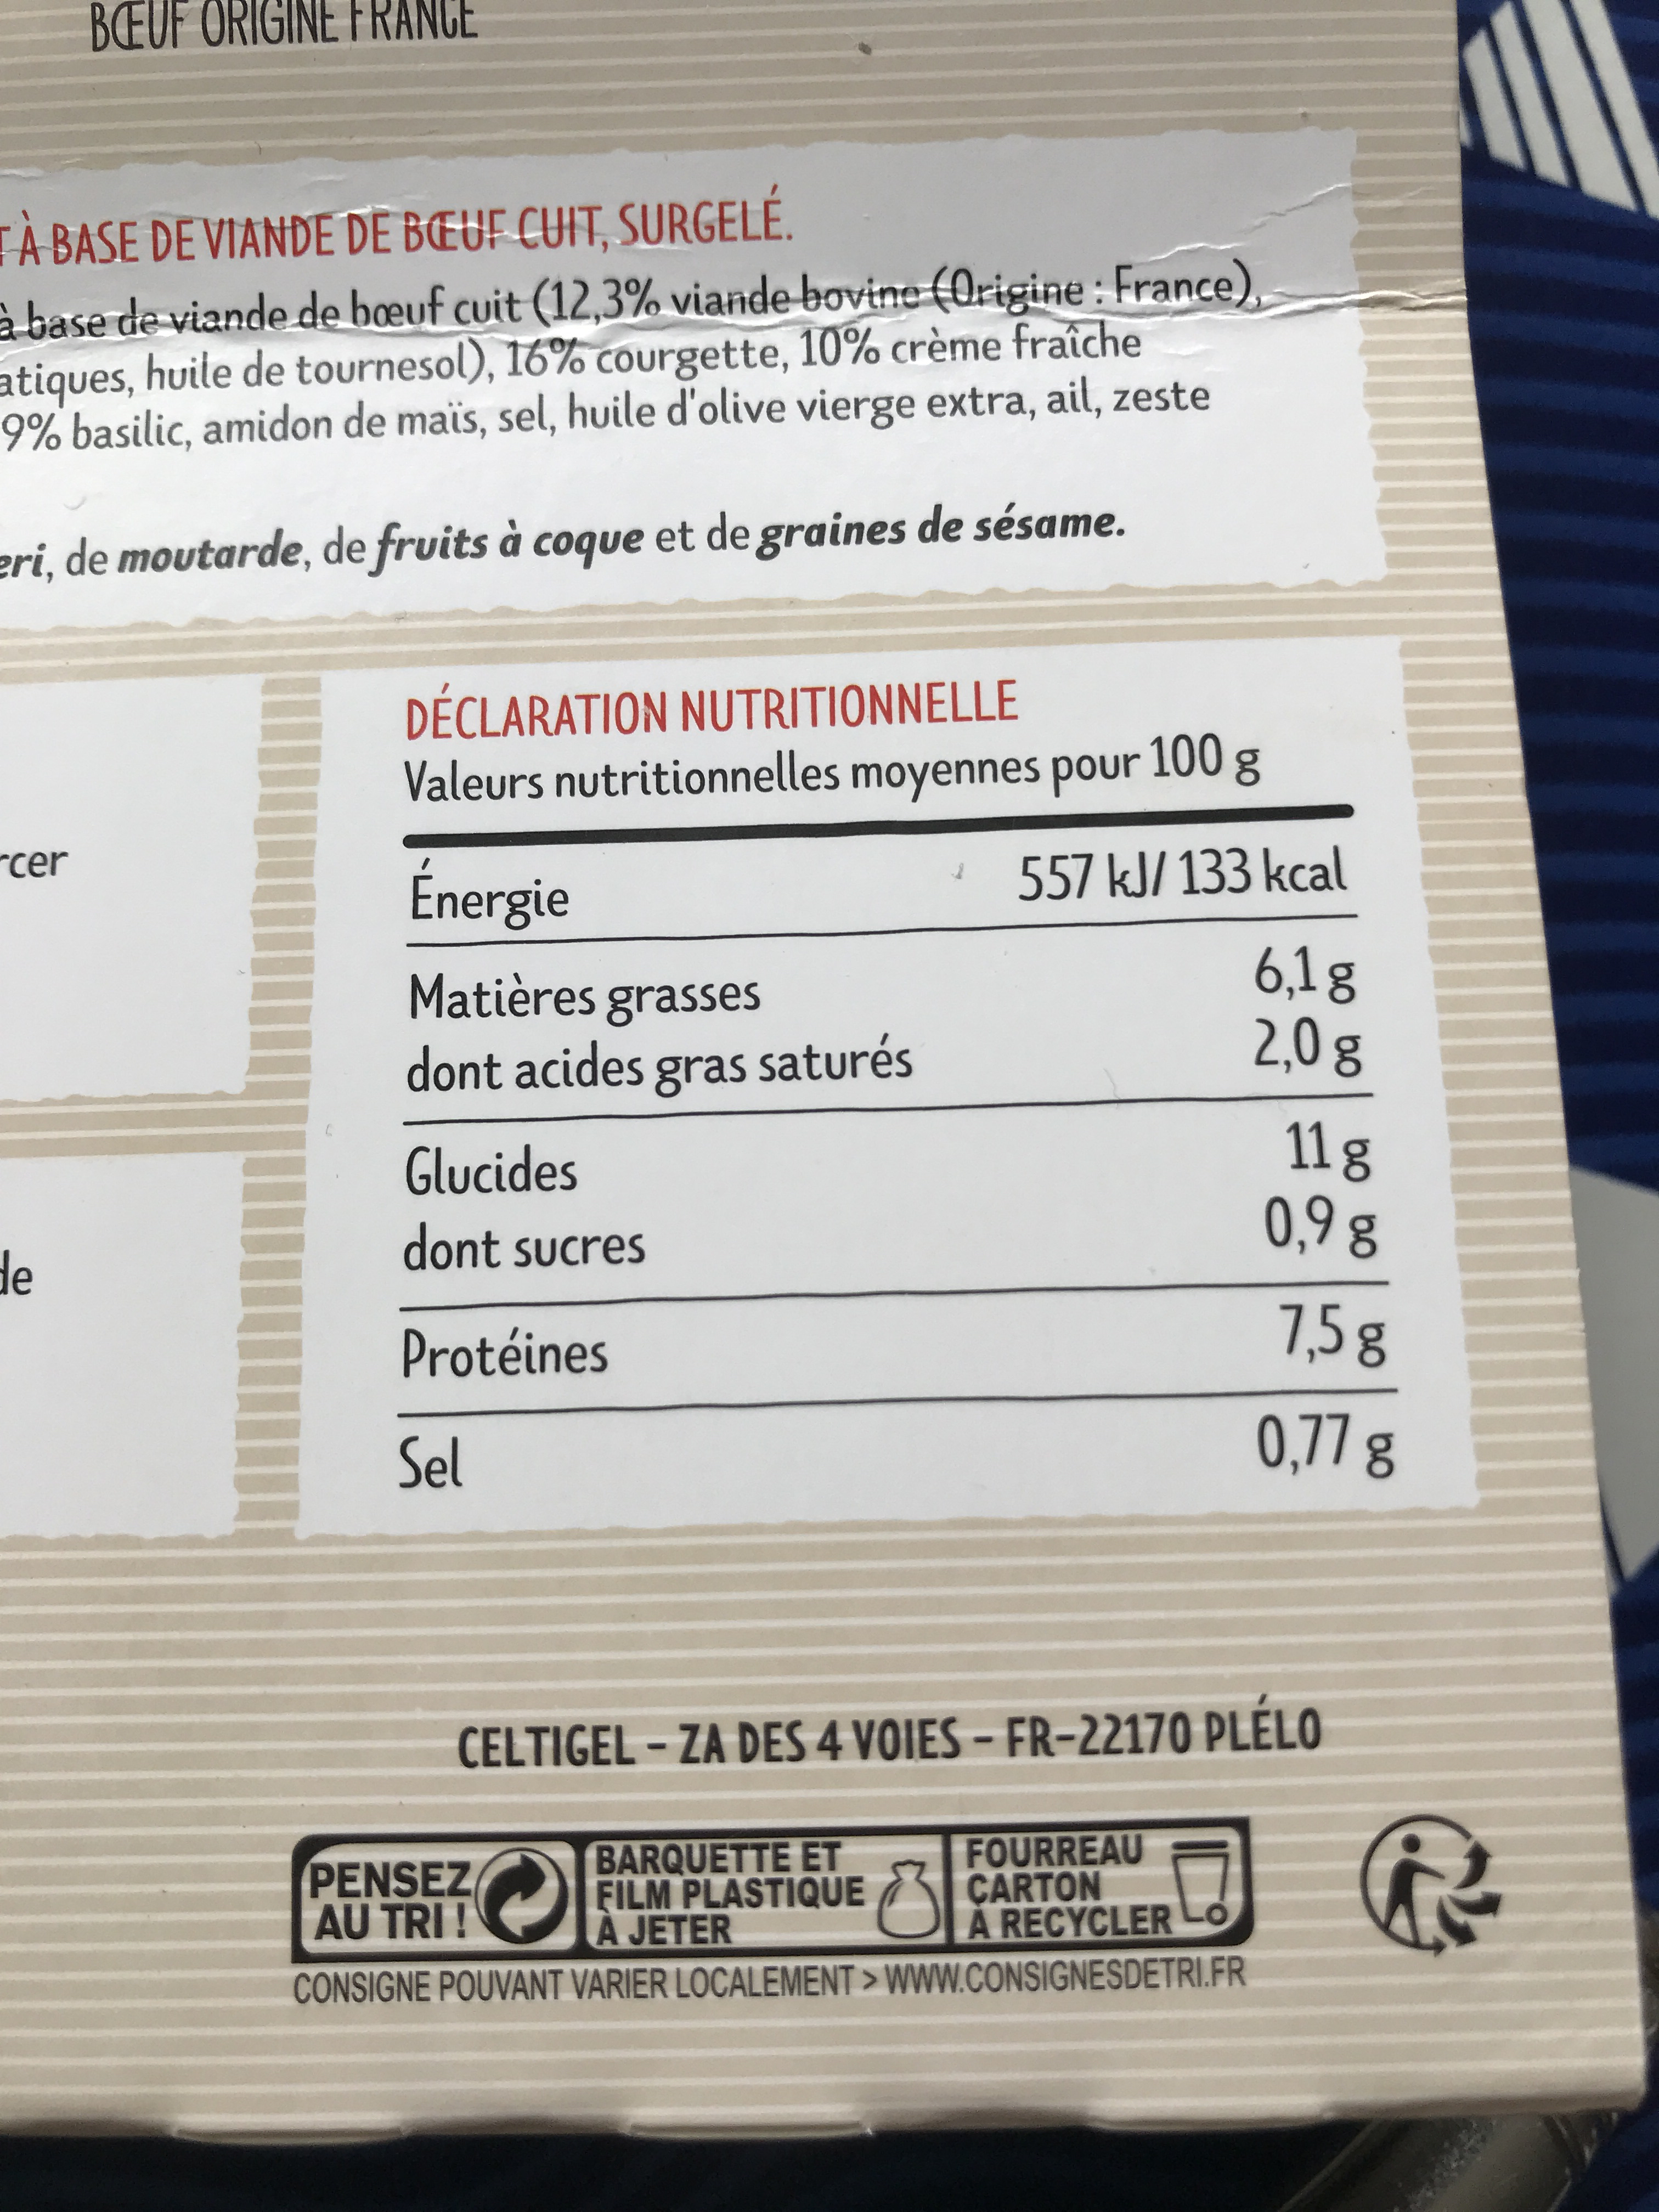 BŒUF ORIGINE FRANCE
À BASE DE VIANDE DE BŒUF CUIT, SURGELÉ.
à base de viande de bœuf cuit (12,3% viande bovine (Origine : France),
atiques, huile de tournesol), 16% courgette, 10% crème fraîche
9% basilic, amidon de maïs, sel, huile d'olive vierge extra, ail, zeste
eri, de moutarde, de fruits à coque et de graines de sésame.
DÉCLARATION NUTRITIONNELLE
Valeurs nutritionnelles moyennes pour 100 g
rcer
Énergie 557 kJ/ 133 kcal
Matières grasses 6,1 g
dont acides gras saturés 2,0 g
Glucides 11 g
dont sucres 0,9 g
de
Protéines 7,5 g
Sel 0,77 g
CELTIGEL – ZA DES 4 VOIES – FR-22170 PLÉLO
PENSEZ
AU TRI !
BARQUETTE ET
FILM PLASTIQUE
À JETER
FOURREAU
CARTON
À RECYCLER
CONSIGNE POUVANT VARIER LOCALEMENT > WWW.CONSIGNESDETRI.FR